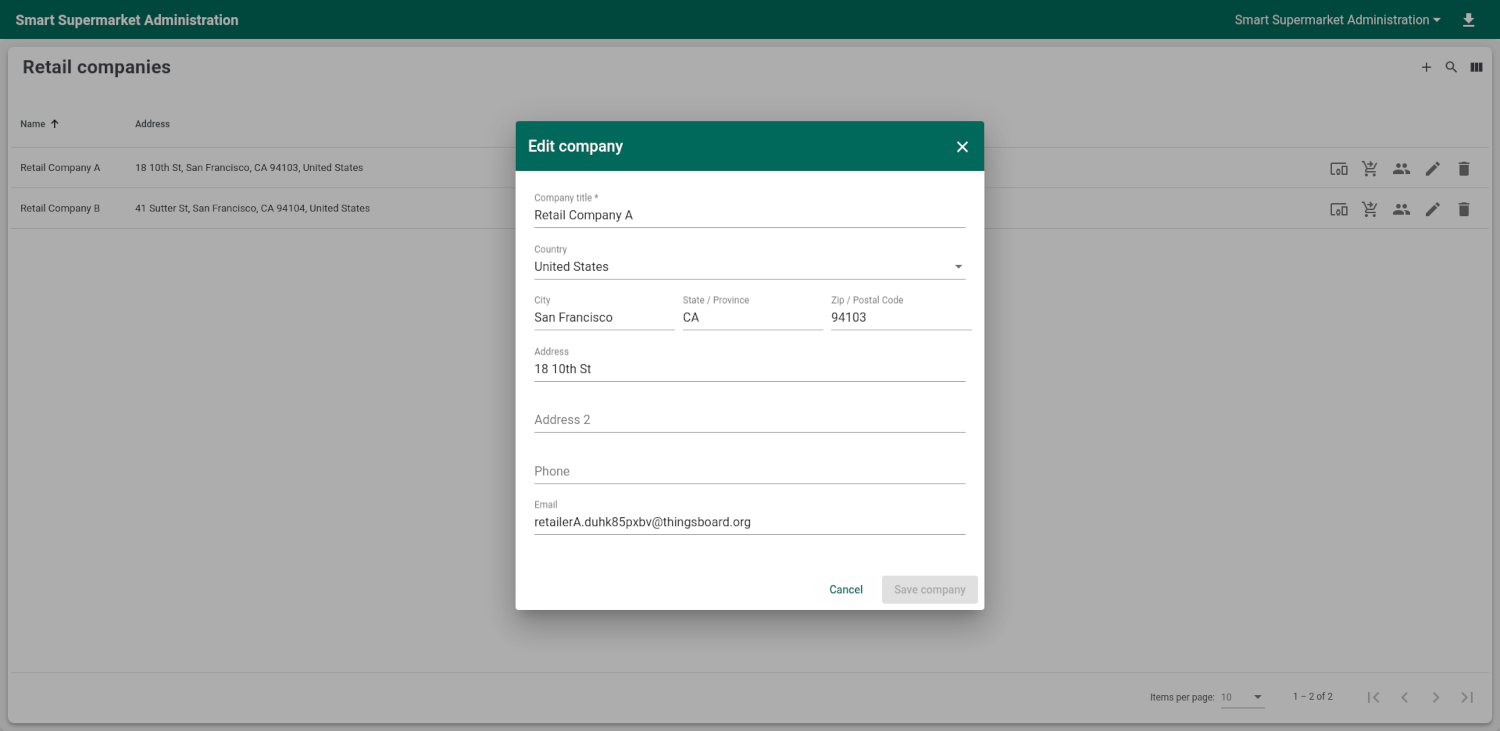 Smart Supermarket Administration
Smart Supermarket Administration
Retail companies
Name Address
Retail Company A 18 10th St, San Francisco, CA 94103, United States
Retail Company B 41 Sutter St, San Francisco, CA 94104, United States
Edit company
Company title *
Retail Company A
Country
United States
City State / Province Zip / Postal Code
San Francisco CA 94103
Address
18 10th St
Address 2
Phone
Email
retailerA.duhk85pxbv@thingsboard.org
Cancel Save company
Items per page: 10 1 – 2 of 2